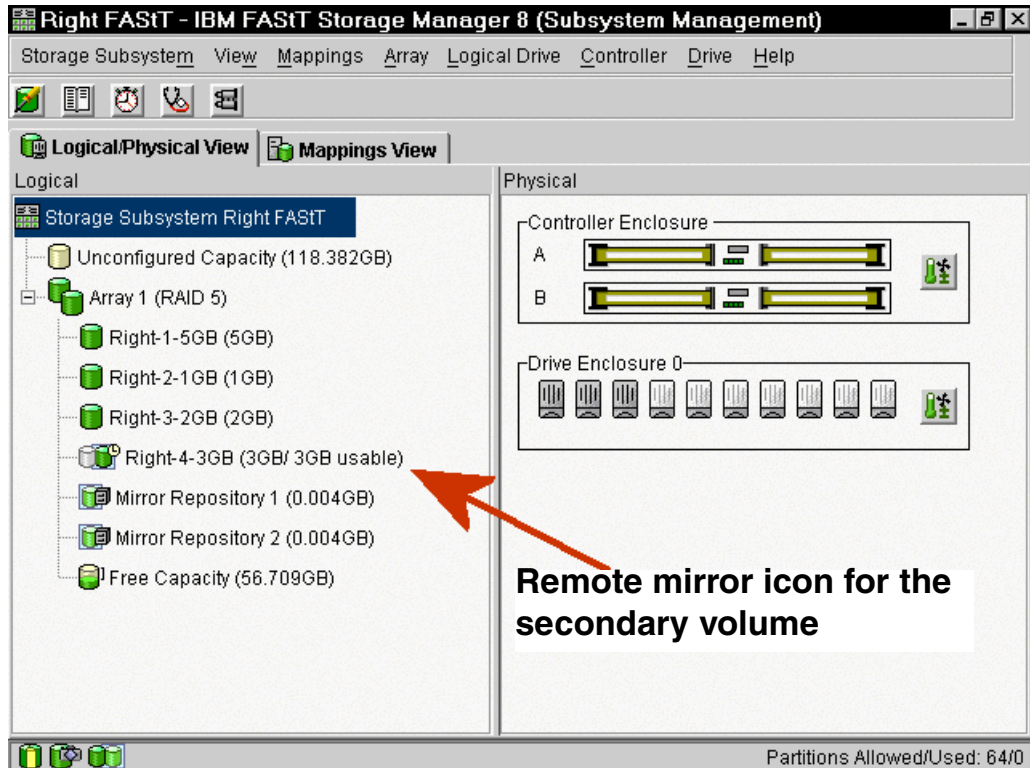 Right FAStT - IBM FAStT Storage Manager 8 (Subsystem Management)
Storage Subsystem View Mappings Array Logical Drive Controller Drive Help
Logical/Physical View Mappings View
Logical
Physical
Storage Subsystem Right FAStT
Unconfigured Capacity (118.382GB)
Array 1 (RAID 5)
Right-1-5GB (5GB)
Right-2-1GB (1GB)
Right-3-2GB (2GB)
Right-4-3GB (3GB/ 3GB usable)
Mirror Repository 1 (0.004GB)
Mirror Repository 2 (0.004GB)
Free Capacity (56.709GB)
Controller Enclosure
A
B
Drive Enclosure 0
Remote mirror icon for the
secondary volume
Partitions Allowed/Used: 64/0